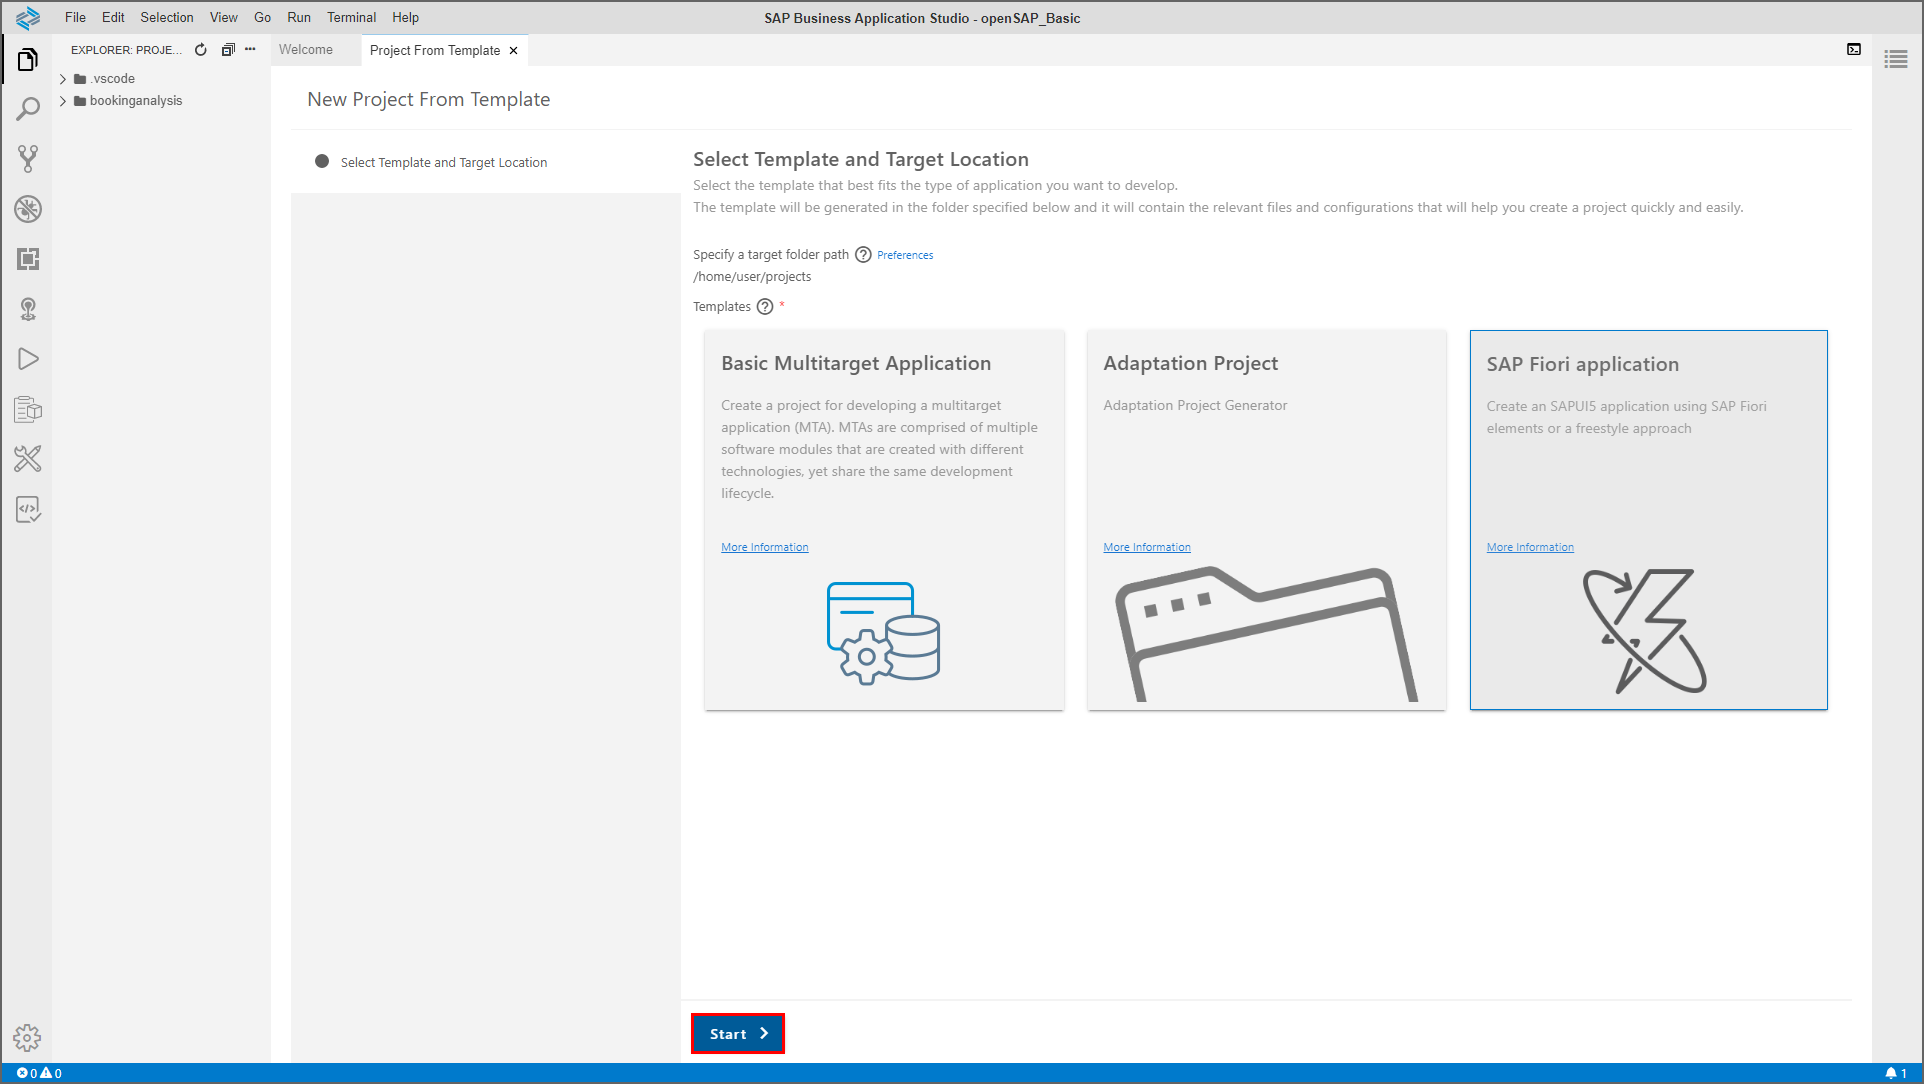 File Edit Selection View Go Run Terminal Help
SAP Business Application Studio - openSAP_Basic
EXPLORER: PROJE...
Welcome
Project From Template
.vscode
bookinganalysis
New Project From Template
Select Template and Target Location
Select Template and Target Location
Select the template that best fits the type of application you want to develop.
The template will be generated in the folder specified below and it will contain the relevant files and configurations that will help you create a project quickly and easily.
Specify a target folder path ? Preferences
/home/user/projects
Templates ? *
Basic Multitarget Application
Create a project for developing a multitarget
application (MTA). MTAs are comprised of multiple
software modules that are created with different
technologies, yet share the same development
lifecycle.
More Information
Adaptation Project
Adaptation Project Generator
More Information
SAP Fiori application
Create an SAPUI5 application using SAP Fiori
elements or a freestyle approach
More Information
Start
0 0
1